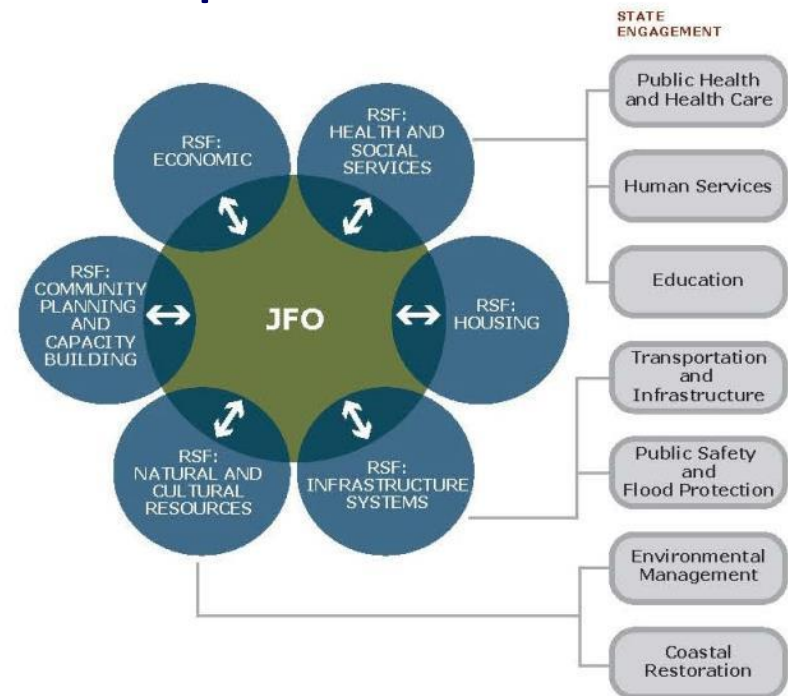 STATE
ENGAGEMENT
RSF:
ECONOMIC
RSF:
HEALTH AND
SOCIAL
SERVICES
RSF:
COMMUNITY
PLANNING
AND
CAPACITY
BUILDING
JFO
RSF:
HOUSING
RSF:
NATURAL AND
CULTURAL
RESOURCES
RSF:
INFRASTRUCTURE
SYSTEMS
Public Health
and Health Care
Human Services
Education
Transportation
and
Infrastructure
Public Safety
and
Flood Protection
Environmental
Management
Coastal
Restoration